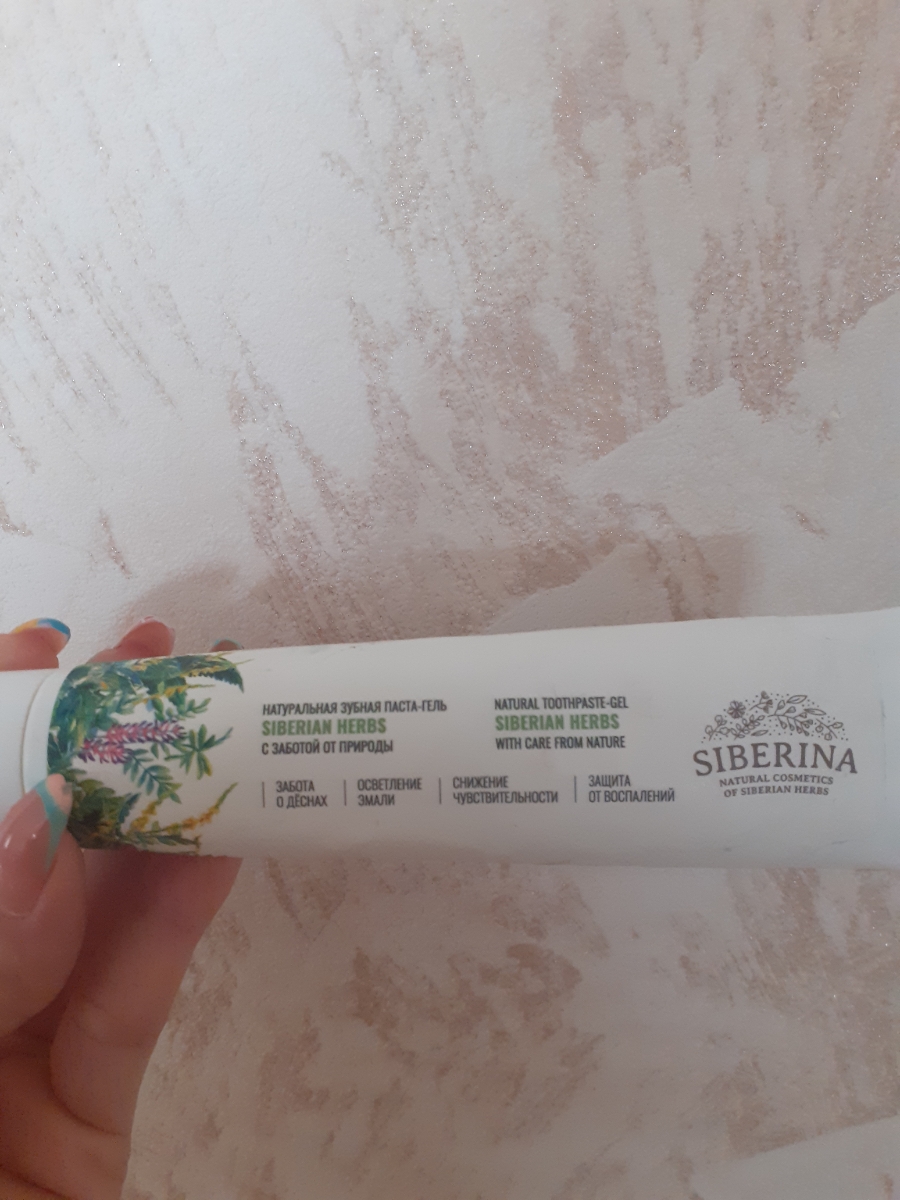 НАТУРАЛЬНАЯ ЗУБНАЯ ПАСТА-ГЕЛЬ
SIBERIAN HERBS
С ЗАБОТОЙ ОТ ПРИРОДЫ
NATURAL TOOTHPASTE-GEL
SIBERIAN HERBS
WITH CARE FROM NATURE
ЗАБОТА
О ДЁСНАХ
ОСВЕТЛЕНИЕ
ЭМАЛИ
СНИЖЕНИЕ
ЧУВСТВИТЕЛЬНОСТИ
ЗАЩИТА
ОТ ВОСПАЛЕНИЙ
SIBERINA
NATURAL COSMETICS
OF SIBERIAN HERBS